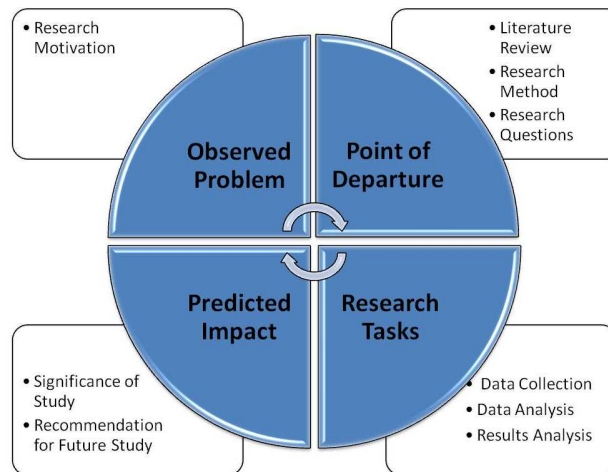 • Research
Motivation
• Literature
Review
• Research
Method
• Research
Questions
Observed
Problem
Point of
Departure
Predicted
Impact
Research
Tasks
• Significance of
Study
• Recommendation
for Future Study
• Data Collection
• Data Analysis
• Results Analysis